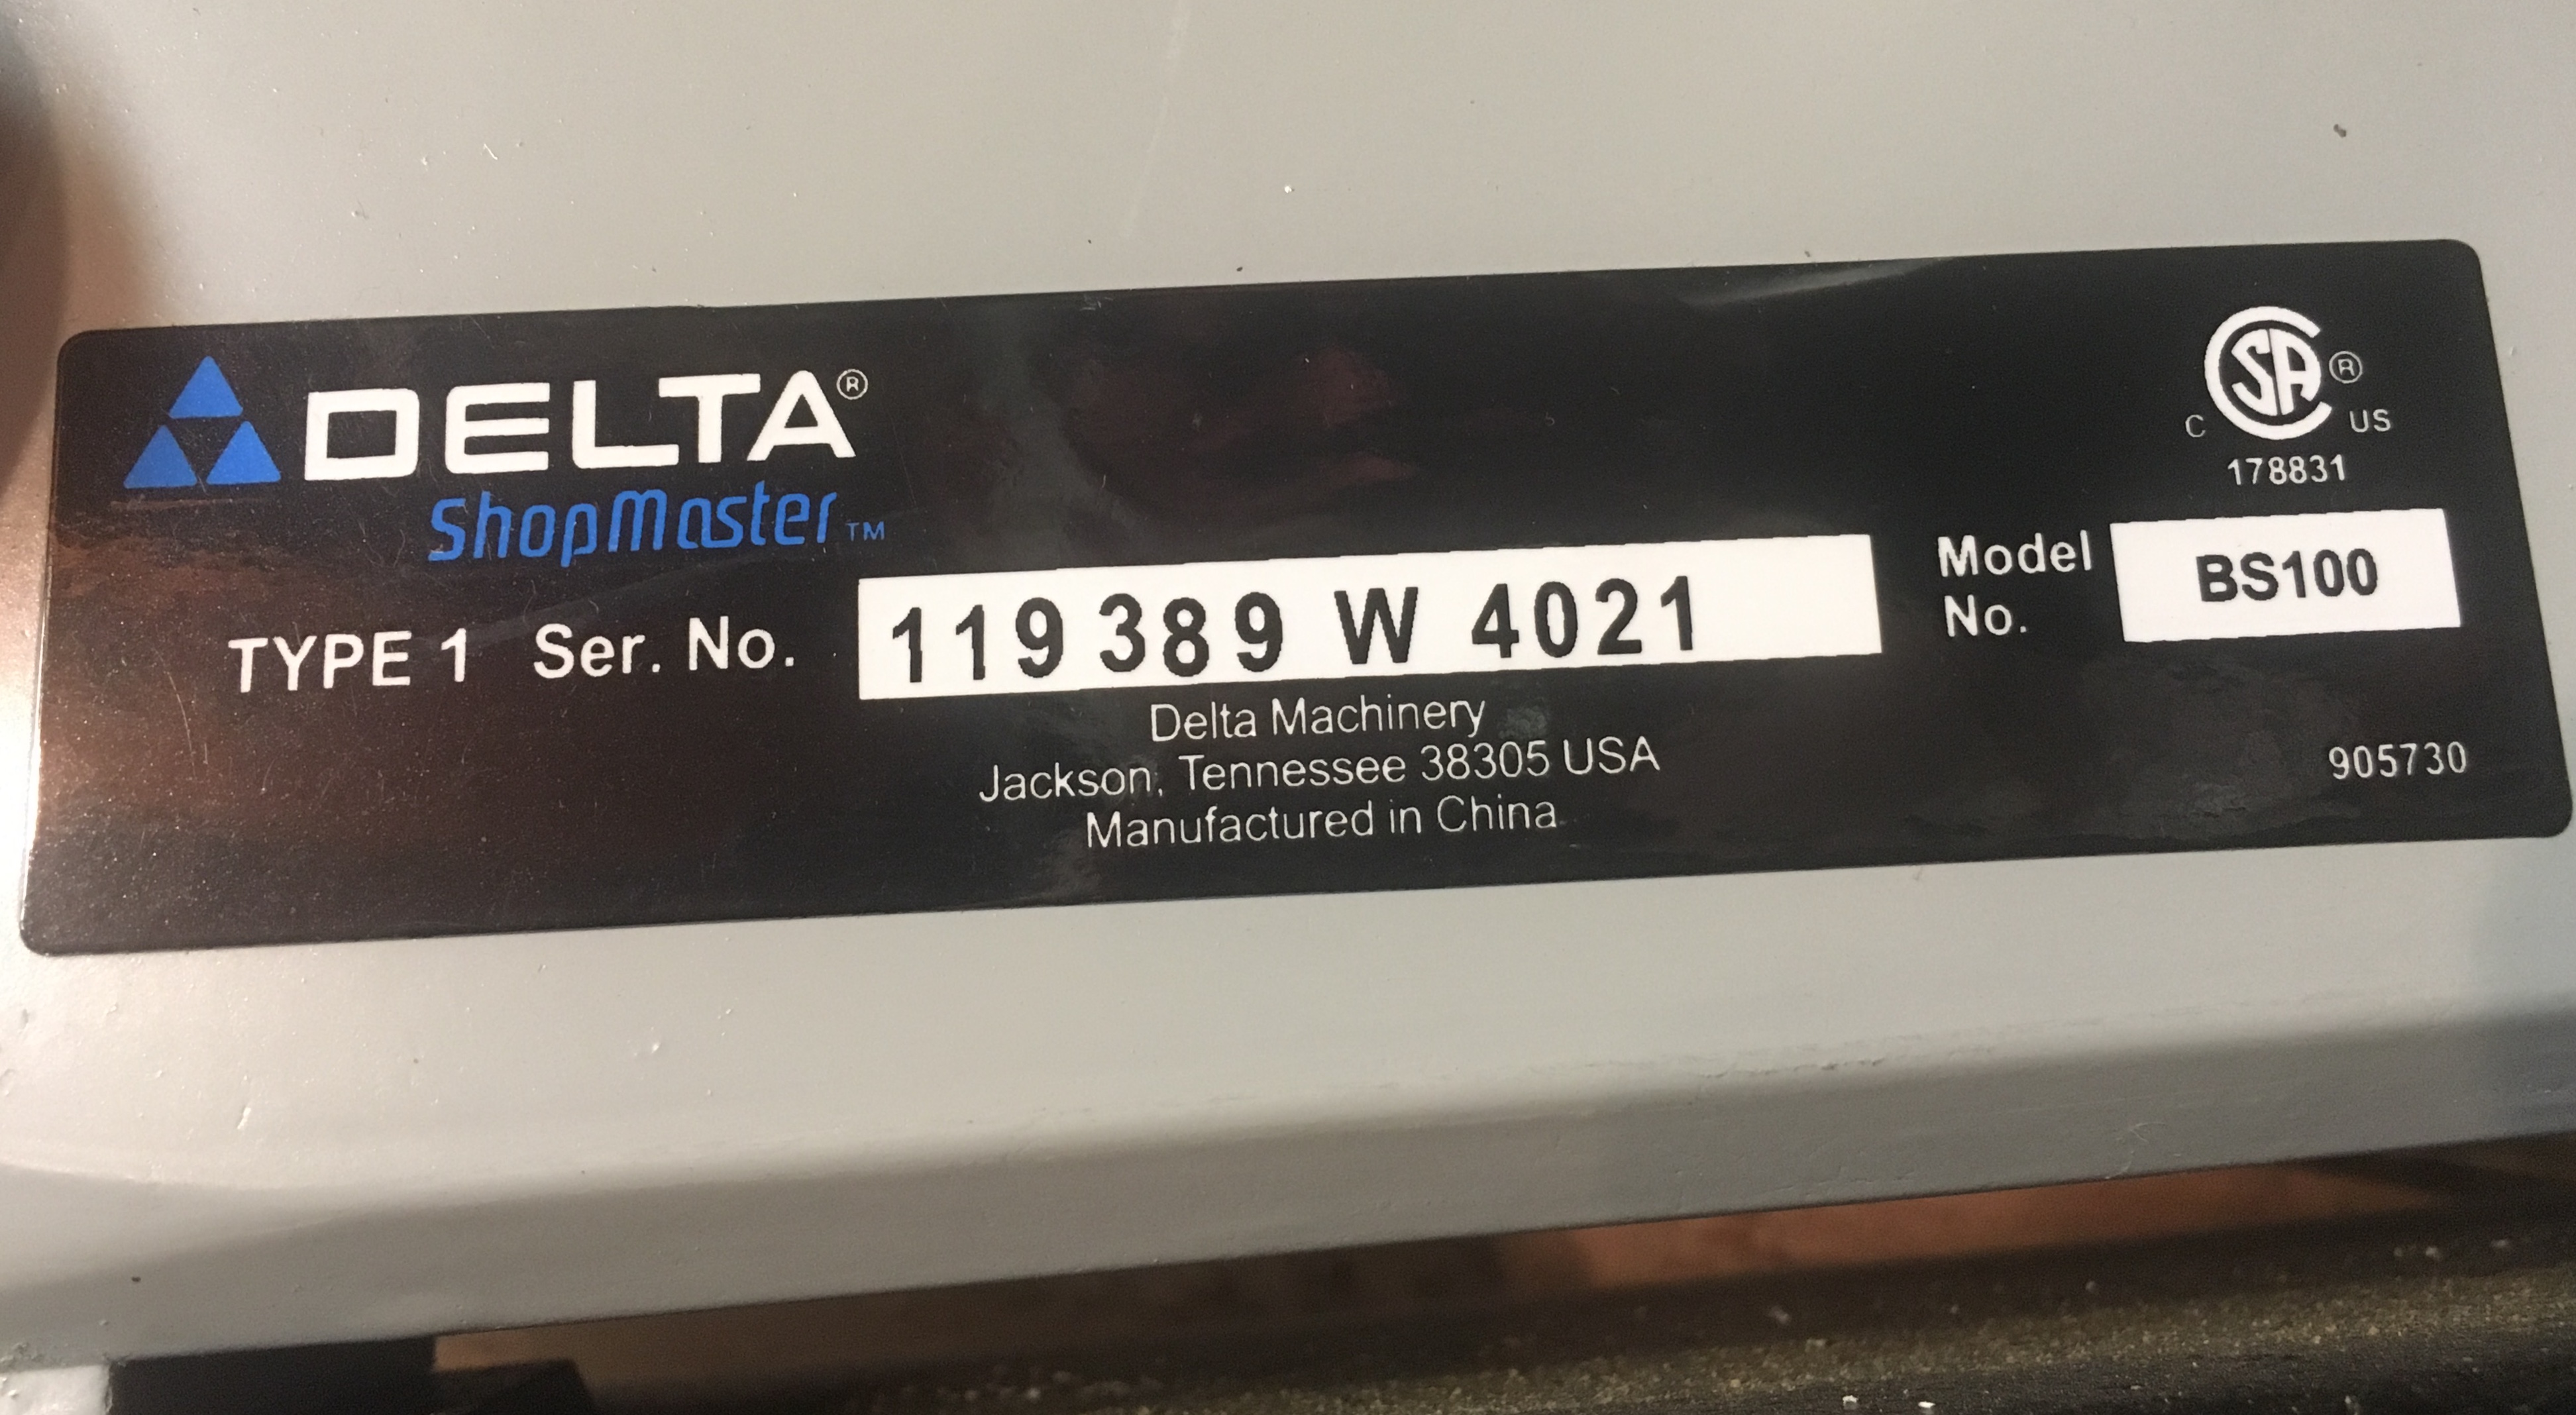 DELTA®
ShopMaster™
C SA® US
178831
TYPE 1 Ser. No. 119 389 W 4021
Model No. BS100
Delta Machinery
Jackson, Tennessee 38305 USA
Manufactured in China
905730